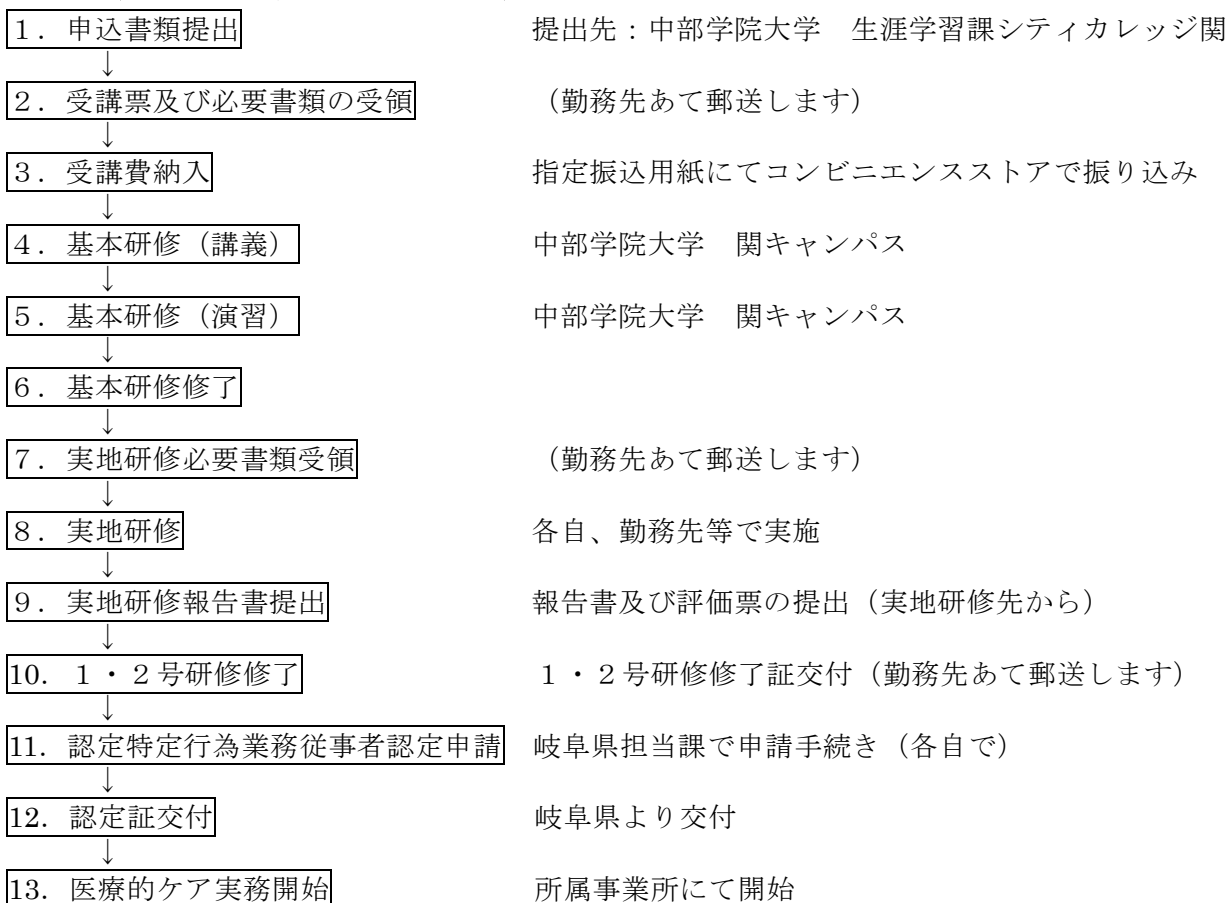 １．申込書類提出　提出先：中部学院大学　生涯学習課シティカレッジ関
↓
２．受講票及び必要書類の受領　（勤務先あて郵送します）
↓
３．受講費納入　指定振込用紙にてコンビニエンスストアで振り込み
↓
４．基本研修（講義）　中部学院大学　関キャンパス
↓
５．基本研修（演習）　中部学院大学　関キャンパス
↓
６．基本研修修了
↓
７．実地研修必要書類受領　（勤務先あて郵送します）
↓
８．実地研修　各自、勤務先等で実施
↓
９．実地研修報告書提出　報告書及び評価票の提出（実地研修先から）
↓
10．１・２号研修修了　１・２号研修修了証交付（勤務先あて郵送します）
↓
11．認定特定行為業務従事者認定申請　岐阜県担当課で申請手続き（各自で）
↓
12．認定証交付　岐阜県より交付
↓
13．医療的ケア実務開始　所属事業所にて開始